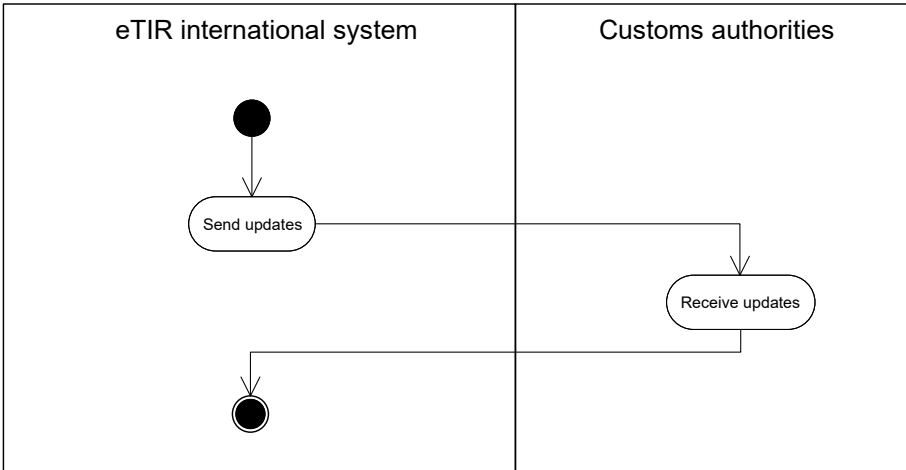 eTIR international system
Customs authorities
Send updates
Receive updates